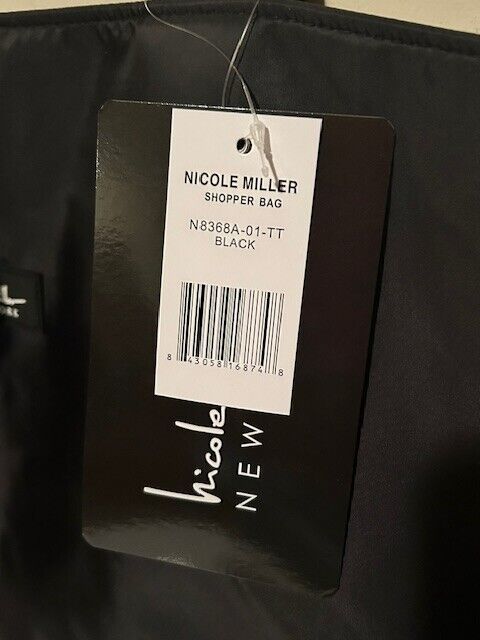 NICOLE MILLER
SHOPPER BAG
N8368A-01-TT
BLACK
8 43058 16874 8
Nicole
NEW